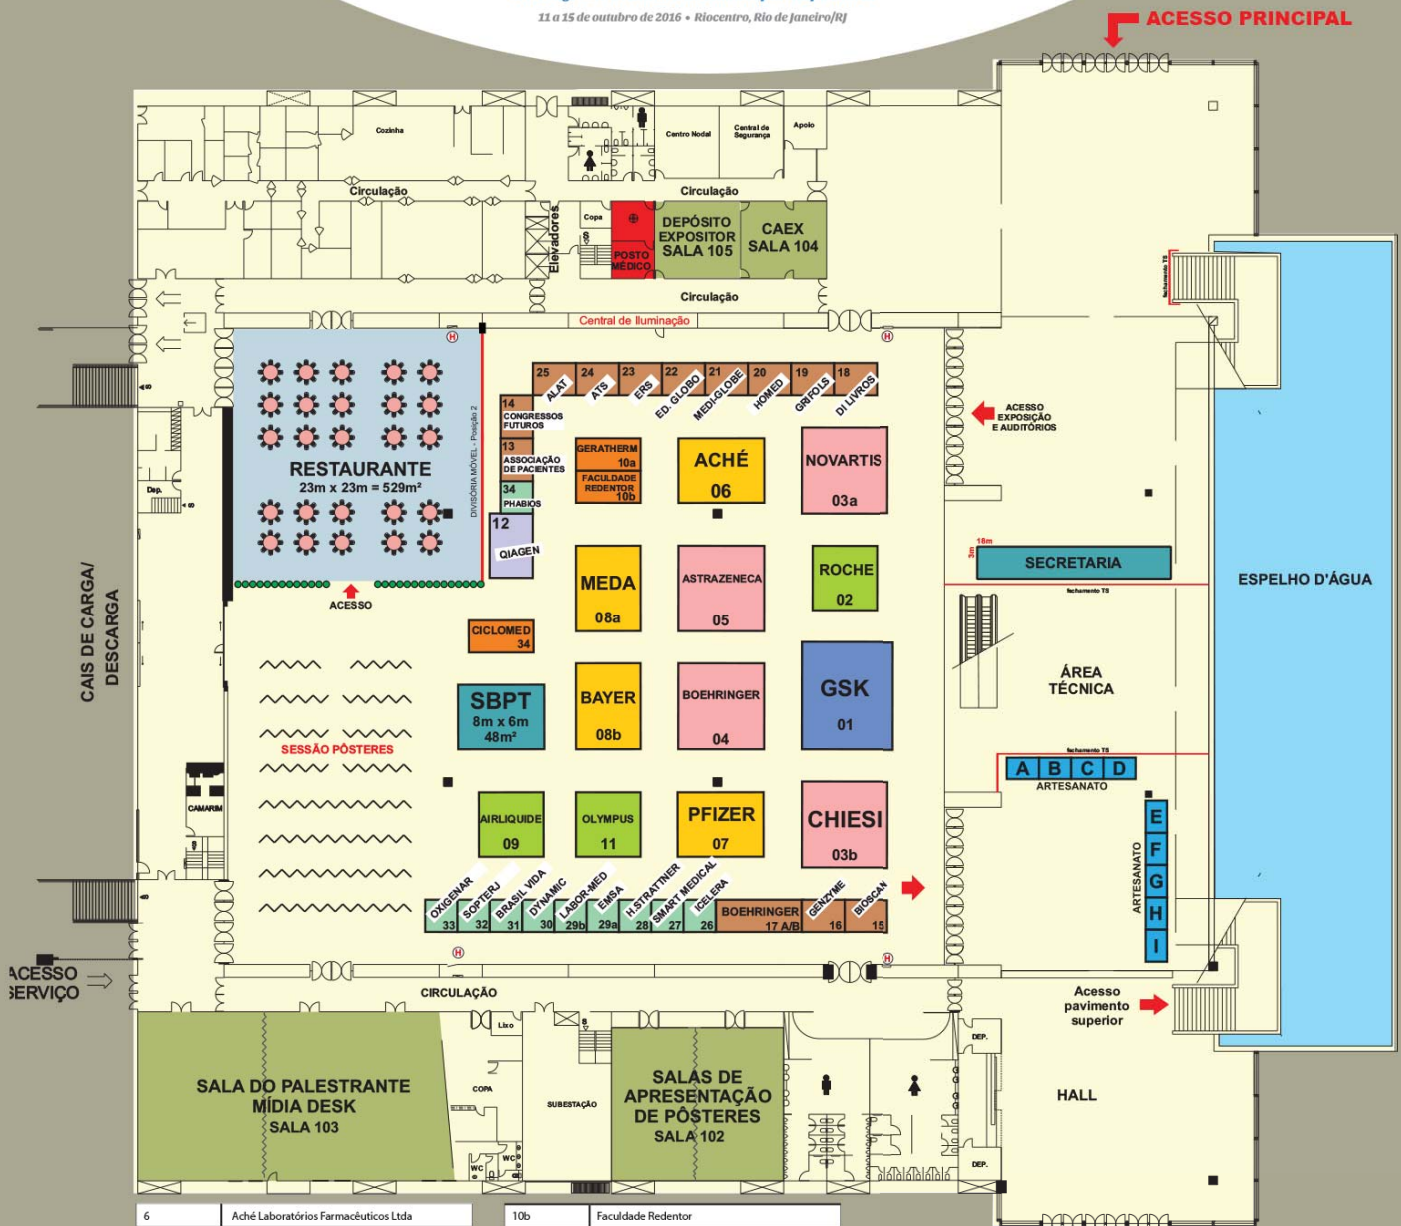 11 a 15 de outubro de 2016 • Riocentro, Rio de Janeiro/RJ
ACESSO PRINCIPAL
Cozinha
Centro Nodal
Central de
Segurança
Apoio
Circulação
Circulação
Elevadores
Copa
S
POSTO
MÉDICO
DEPÓSITO
EXPOSITOR
SALA 105
CAEX
SALA 104
Circulação
fechamento TS
Central de Iluminação
H
H
25
24
23
22
21
20
19
18
ALAT
ATS
ERS
ED. GLOBO
MEDI-GLOBE
HOMED
GRIFOLS
DI LIVROS
S
DIVISÓRIA MÓVEL - Posição 2
14
CONGRESSOS
FUTUROS
13
ASSOCIAÇÃO
DE PACIENTES
34
PHABIOS
12
QIAGEN
GERATHERM
10a
FACULDADE
REDENTOR
10b
ACHÉ
06
NOVARTIS
03a
ACESSO
EXPOSIÇÃO
E AUDITÓRIOS
RESTAURANTE
23m x 23m = 529m²
Dep.
S
ACESSO
MEDA
08a
ASTRAZENECA
05
ROCHE
02
18m
3m
SECRETARIA
fechamento TS
ESPELHO D'ÁGUA
CAIS DE CARGA/
DESCARGA
CICLOMED
34
SBPT
8m x 6m
48m²
BAYER
08b
BOEHRINGER
04
GSK
01
ÁREA
TÉCNICA
SESSÃO PÔSTERES
fechamento TS
A B C D
ARTESANATO
CAMARIM
AIRLIQUIDE
09
OLYMPUS
11
PFIZER
07
CHIESI
03b
E
F
G
H
I
ARTESANATO
OXIGENAR
SOPTERJ
BRASIL VIDA
DYNAMIC
LABOR-MED
EMSA
H.STRATTNER
SMART MEDICAL
ICELERA
BOEHRINGER
GENZYME
BIOSCAN
33
32
31
30
29b
29a
28
27
26
17 A/B
16
15
S
H
H
ACESSO
SERVIÇO
CIRCULAÇÃO
Acesso
pavimento
superior
Lixo
S
SALA DO PALESTRANTE
MÍDIA DESK
SALA 103
COPA
SUBESTAÇÃO
SALAS DE
APRESENTAÇÃO
DE PÔSTERES
SALA 102
WC
WC
DEP.
HALL
DEP.
6 Aché Laboratórios Farmacêuticos Ltda
10b Faculdade Redentor